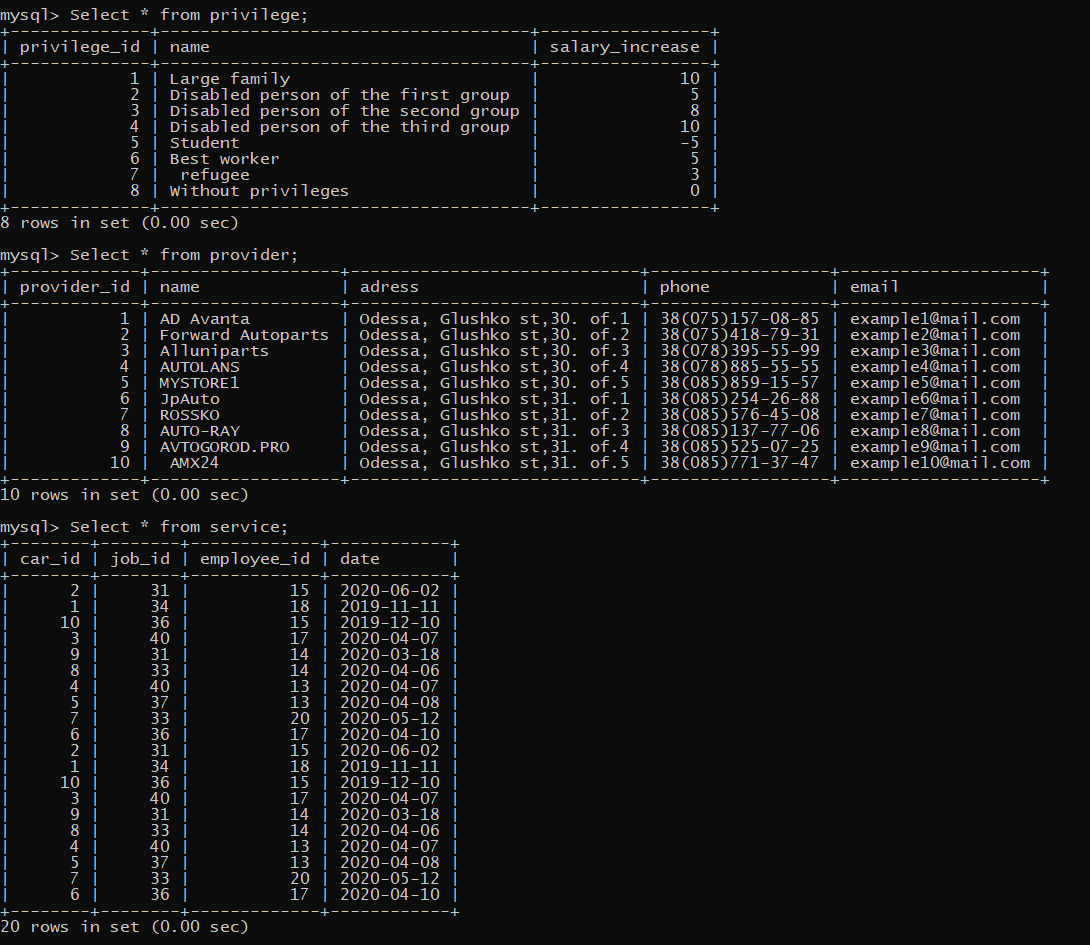 mysql> Select * from privilege;
+--------------+-------------------------------------+-----------------+
| privilege_id | name                                | salary_increase |
+--------------+-------------------------------------+-----------------+
|            1 | Large family                        |              10 |
|            2 | Disabled person of the first group  |               5 |
|            3 | Disabled person of the second group |               8 |
|            4 | Disabled person of the third group  |              10 |
|            5 | Student                             |              -5 |
|            6 | Best worker                         |               5 |
|            7 |  refugee                            |               3 |
|            8 | Without privileges                  |               0 |
+--------------+-------------------------------------+-----------------+
8 rows in set (0.00 sec)

mysql> Select * from provider;
+-------------+-------------------+-----------------------------+------------------+--------------------+
| provider_id | name              | adress                      | phone            | email              |
+-------------+-------------------+-----------------------------+------------------+--------------------+
|           1 | AD Avanta         | Odessa, Glushko st,30. of.1 | 38(075)157-08-85 | example1@mail.com  |
|           2 | Forward Autoparts | Odessa, Glushko st,30. of.2 | 38(075)418-79-31 | example2@mail.com  |
|           3 | Alluniparts       | Odessa, Glushko st,30. of.3 | 38(078)395-55-99 | example3@mail.com  |
|           4 | AUTOLANS          | Odessa, Glushko st,30. of.4 | 38(078)885-55-55 | example4@mail.com  |
|           5 | MYSTORE1          | Odessa, Glushko st,30. of.5 | 38(085)859-15-57 | example5@mail.com  |
|           6 | JpAuto            | Odessa, Glushko st,31. of.1 | 38(085)254-26-88 | example6@mail.com  |
|           7 | ROSSKO            | Odessa, Glushko st,31. of.2 | 38(085)576-45-08 | example7@mail.com  |
|           8 | AUTO-RAY          | Odessa, Glushko st,31. of.3 | 38(085)137-77-06 | example8@mail.com  |
|           9 | AVTOGOROD.PRO     | Odessa, Glushko st,31. of.4 | 38(085)525-07-25 | example9@mail.com  |
|          10 |  AMX24            | Odessa, Glushko st,31. of.5 | 38(085)771-37-47 | example10@mail.com |
+-------------+-------------------+-----------------------------+------------------+--------------------+
10 rows in set (0.00 sec)

mysql> Select * from service;
+--------+--------+-------------+------------+
| car_id | job_id | employee_id | date       |
+--------+--------+-------------+------------+
|      2 |     31 |          15 | 2020-06-02 |
|      1 |     34 |          18 | 2019-11-11 |
|     10 |     36 |          15 | 2019-12-10 |
|      3 |     40 |          17 | 2020-04-07 |
|      9 |     31 |          14 | 2020-03-18 |
|      8 |     33 |          14 | 2020-04-06 |
|      4 |     40 |          13 | 2020-04-07 |
|      5 |     37 |          13 | 2020-04-08 |
|      7 |     33 |          20 | 2020-05-12 |
|      6 |     36 |          17 | 2020-04-10 |
|      2 |     31 |          15 | 2020-06-02 |
|      1 |     34 |          18 | 2019-11-11 |
|     10 |     36 |          15 | 2019-12-10 |
|      3 |     40 |          17 | 2020-04-07 |
|      9 |     31 |          14 | 2020-03-18 |
|      8 |     33 |          14 | 2020-04-06 |
|      4 |     40 |          13 | 2020-04-07 |
|      5 |     37 |          13 | 2020-04-08 |
|      7 |     33 |          20 | 2020-05-12 |
|      6 |     36 |          17 | 2020-04-10 |
+--------+--------+-------------+------------+
20 rows in set (0.00 sec)